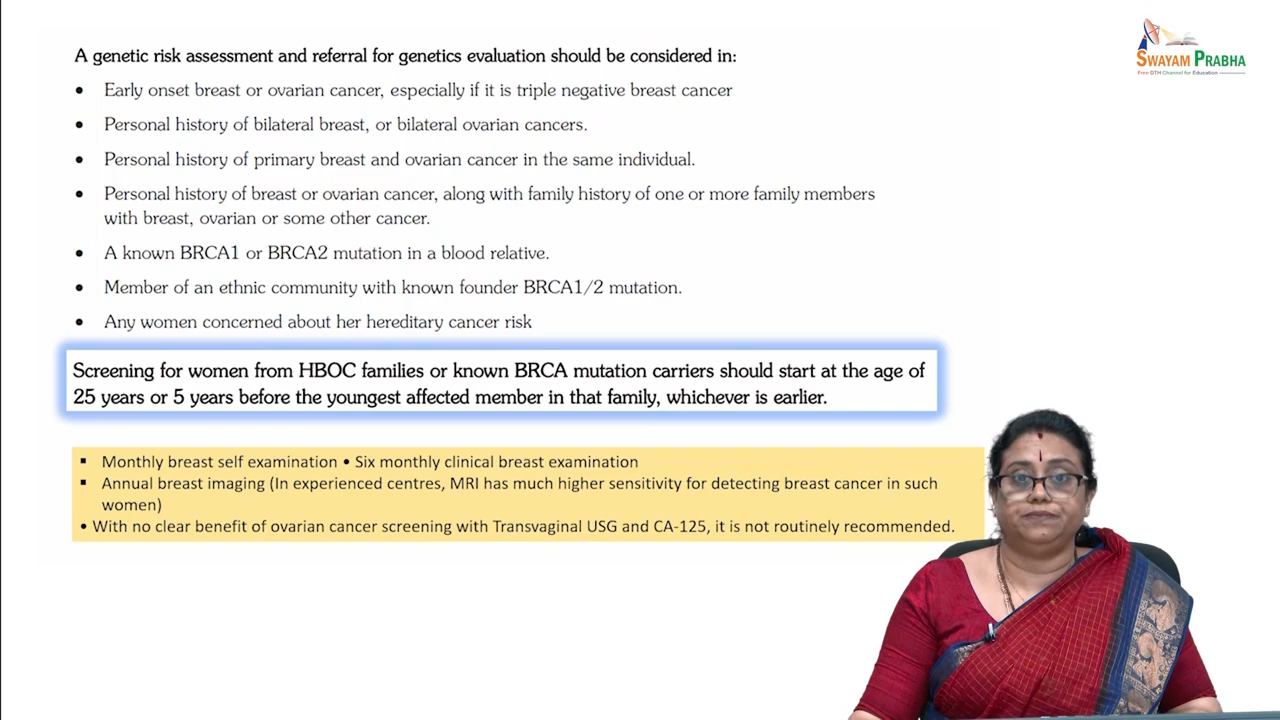 SWAYAM PRABHA
Free DTH Channel for Education
A genetic risk assessment and referral for genetics evaluation should be considered in:
• Early onset breast or ovarian cancer, especially if it is triple negative breast cancer
• Personal history of bilateral breast, or bilateral ovarian cancers.
• Personal history of primary breast and ovarian cancer in the same individual.
• Personal history of breast or ovarian cancer, along with family history of one or more family members
with breast, ovarian or some other cancer.
• A known BRCA1 or BRCA2 mutation in a blood relative.
• Member of an ethnic community with known founder BRCA1/2 mutation.
• Any women concerned about her hereditary cancer risk
Screening for women from HBOC families or known BRCA mutation carriers should start at the age of
25 years or 5 years before the youngest affected member in that family, whichever is earlier.
▪ Monthly breast self examination • Six monthly clinical breast examination
▪ Annual breast imaging (In experienced centres, MRI has much higher sensitivity for detecting breast cancer in such
women)
• With no clear benefit of ovarian cancer screening with Transvaginal USG and CA-125, it is not routinely recommended.